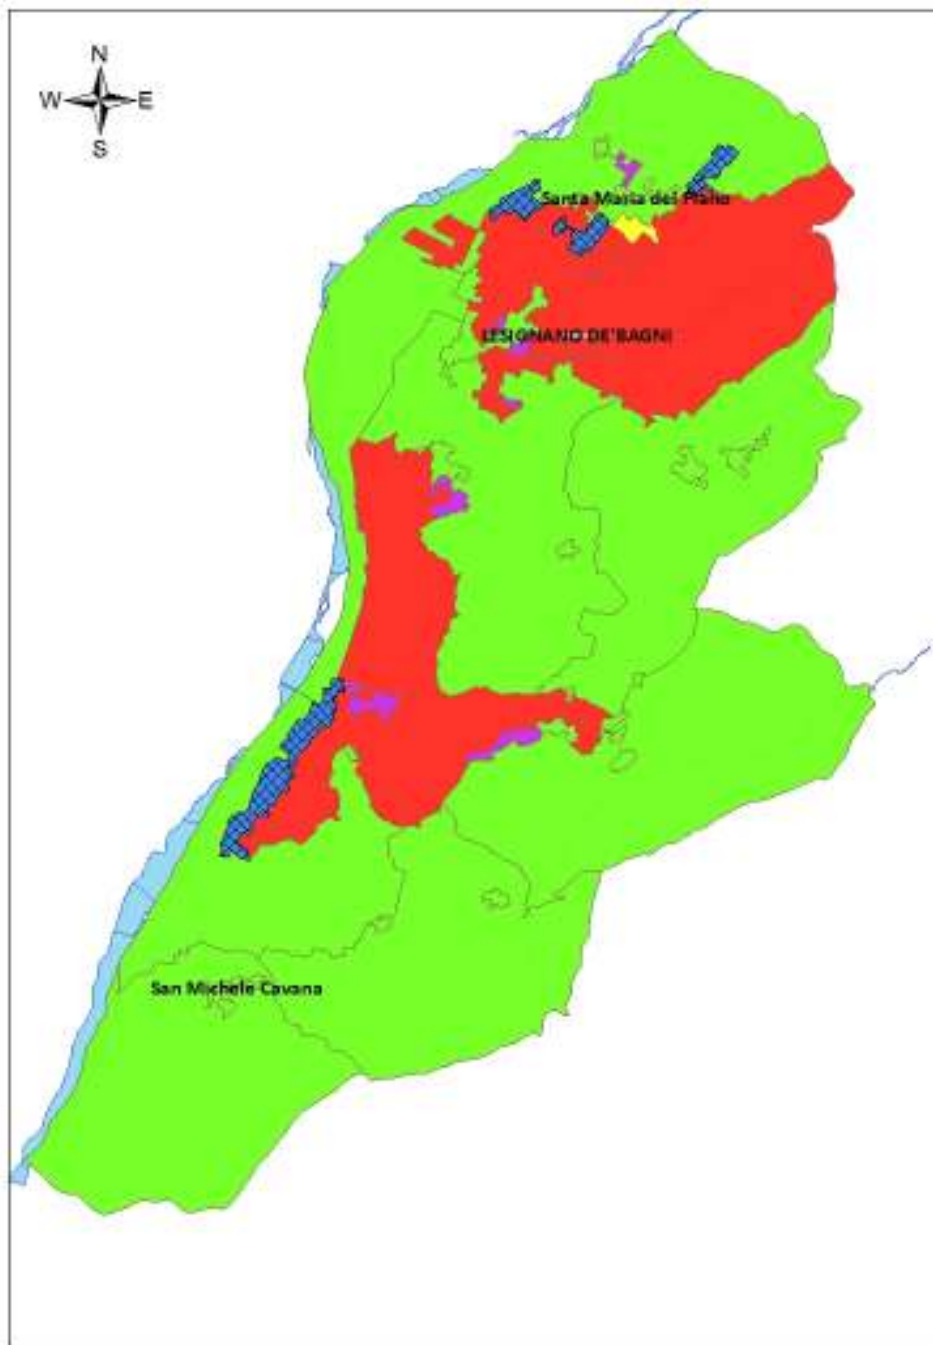 N
W E
S
Santa Maria del Piano
LESIGNANO DE'BAGNI
San Michele Cavana